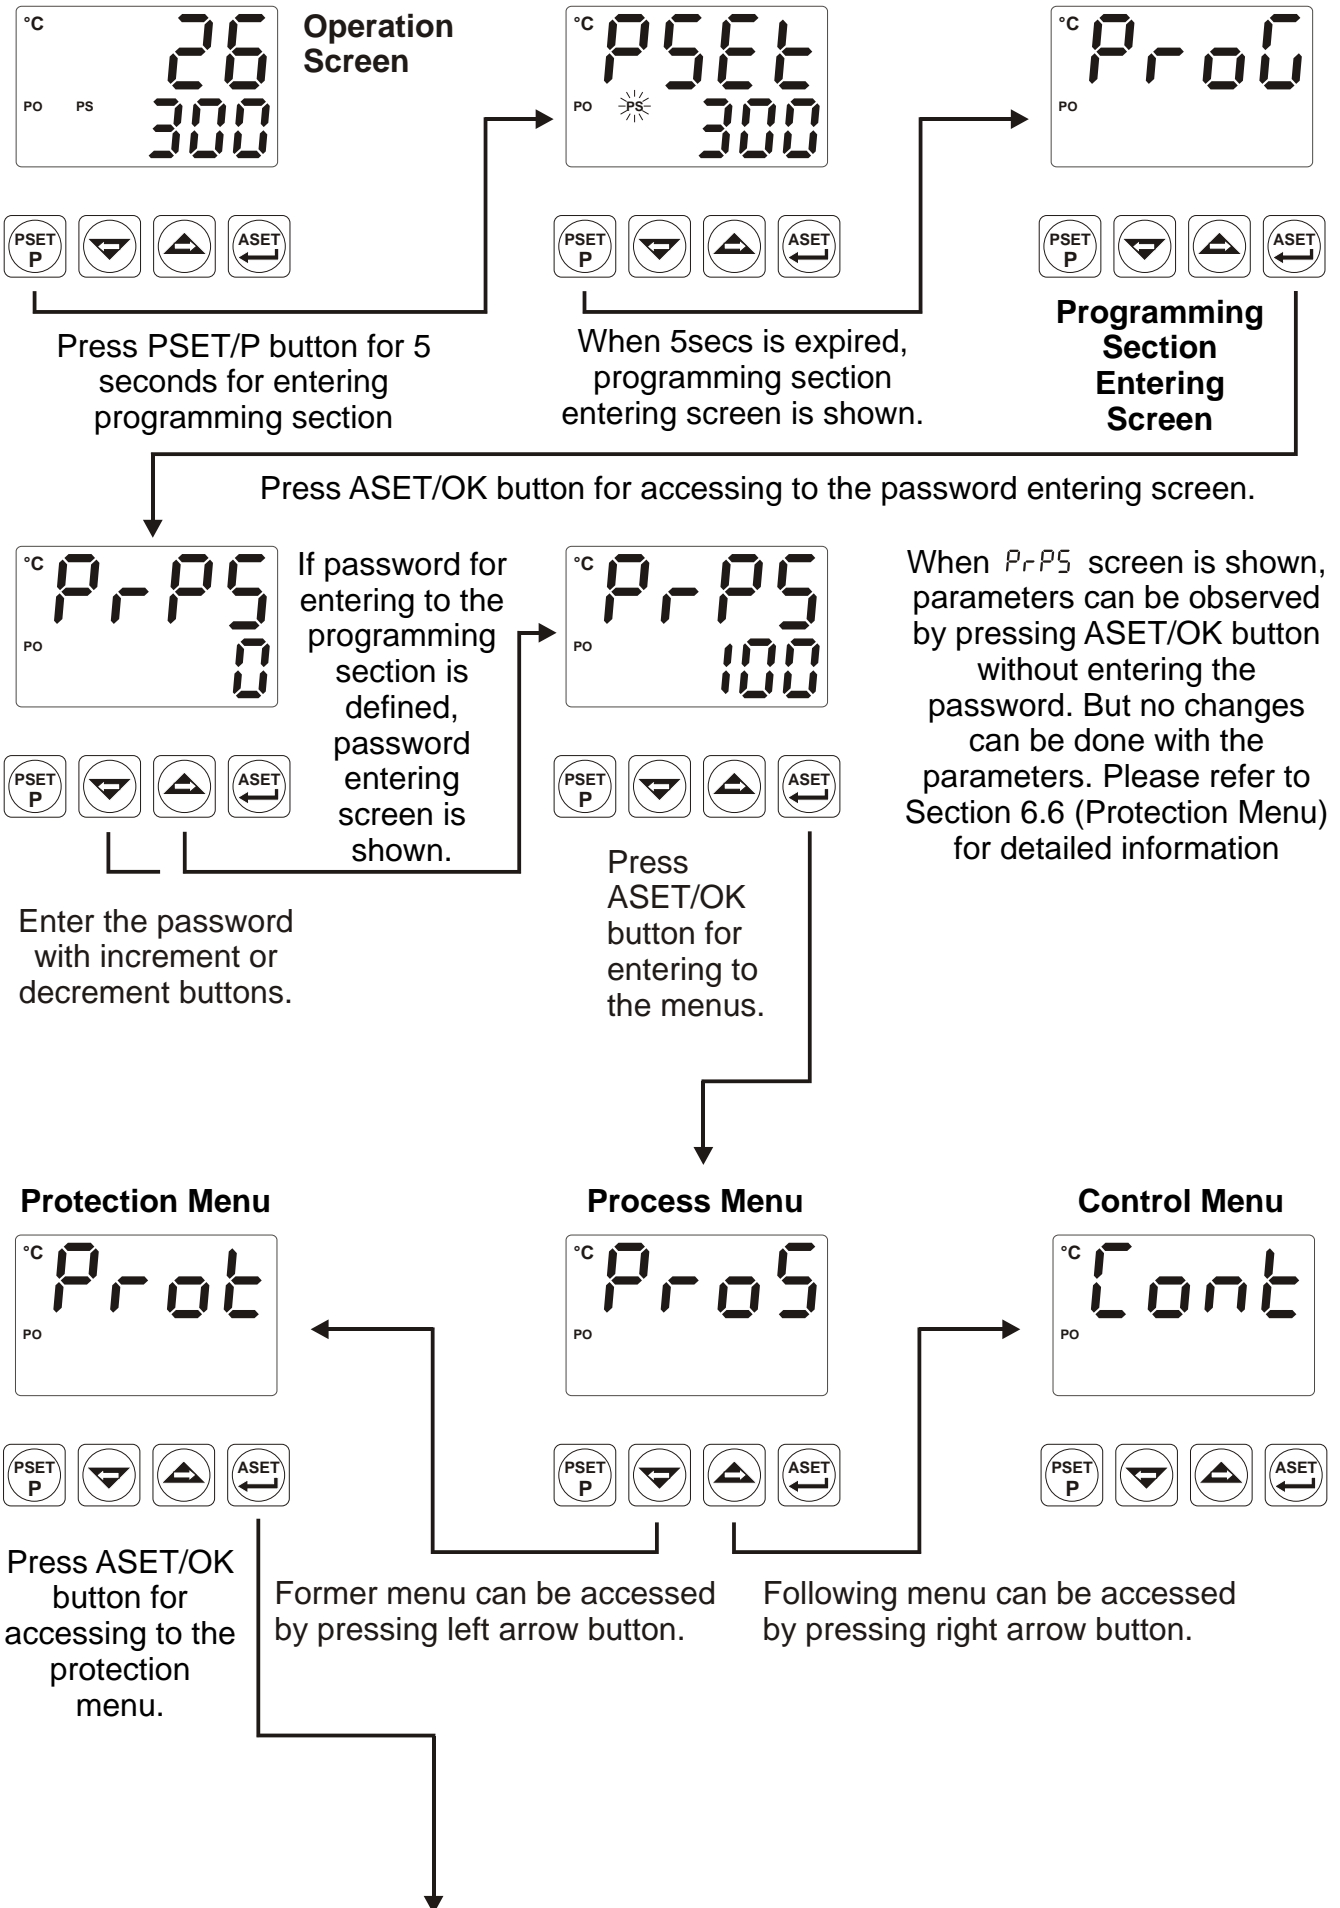 °C 26
PO PS 300
Operation
Screen
°C PSEt
PO PS 300
°C ProG
PO
PSET P ASET
PSET P ASET
PSET P ASET
Press PSET/P button for 5
seconds for entering
programming section
When 5secs is expired,
programming section
entering screen is shown.
Programming
Section
Entering
Screen
Press ASET/OK button for accessing to the password entering screen.
°C PrPS
PO 0
If password for
entering to the
programming
section is
defined,
password
entering
screen is
shown.
°C PrPS
PO 100
When PrPS screen is shown,
parameters can be observed
by pressing ASET/OK button
without entering the
password. But no changes
can be done with the
parameters. Please refer to
Section 6.6 (Protection Menu)
for detailed information
PSET P ASET
PSET P ASET
Enter the password
with increment or
decrement buttons.
Press
ASET/OK
button for
entering to
the menus.
Protection Menu
°C Prot
PO
Process Menu
°C ProS
PO
Control Menu
°C Cont
PO
PSET P ASET
PSET P ASET
PSET P ASET
Press ASET/OK
button for
accessing to the
protection
menu.
Former menu can be accessed
by pressing left arrow button.
Following menu can be accessed
by pressing right arrow button.